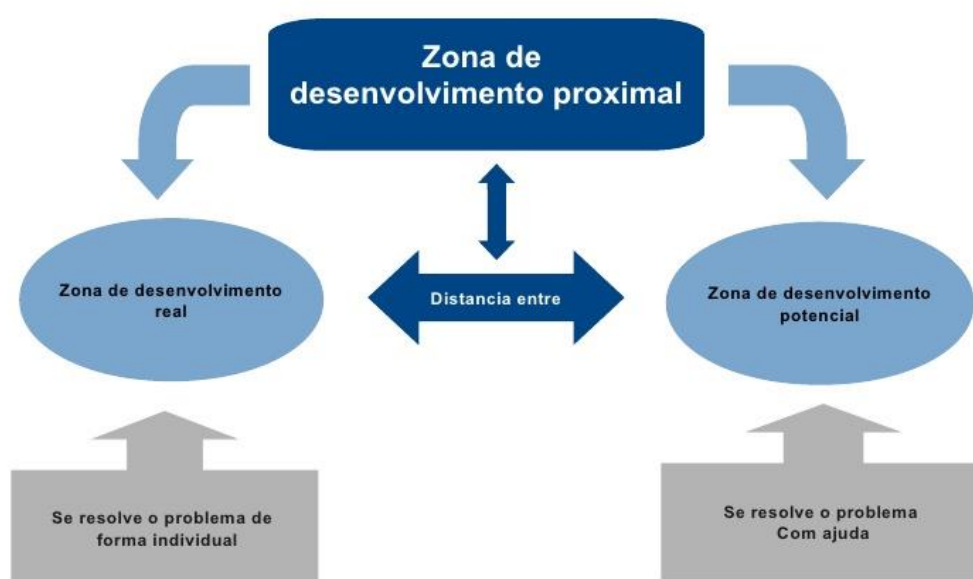 Zona de
desenvolvimento proximal
Zona de desenvolvimento
real
Distancia entre
Zona de desenvolvimento
potencial
Se resolve o problema de
forma individual
Se resolve o problema
Com ajuda